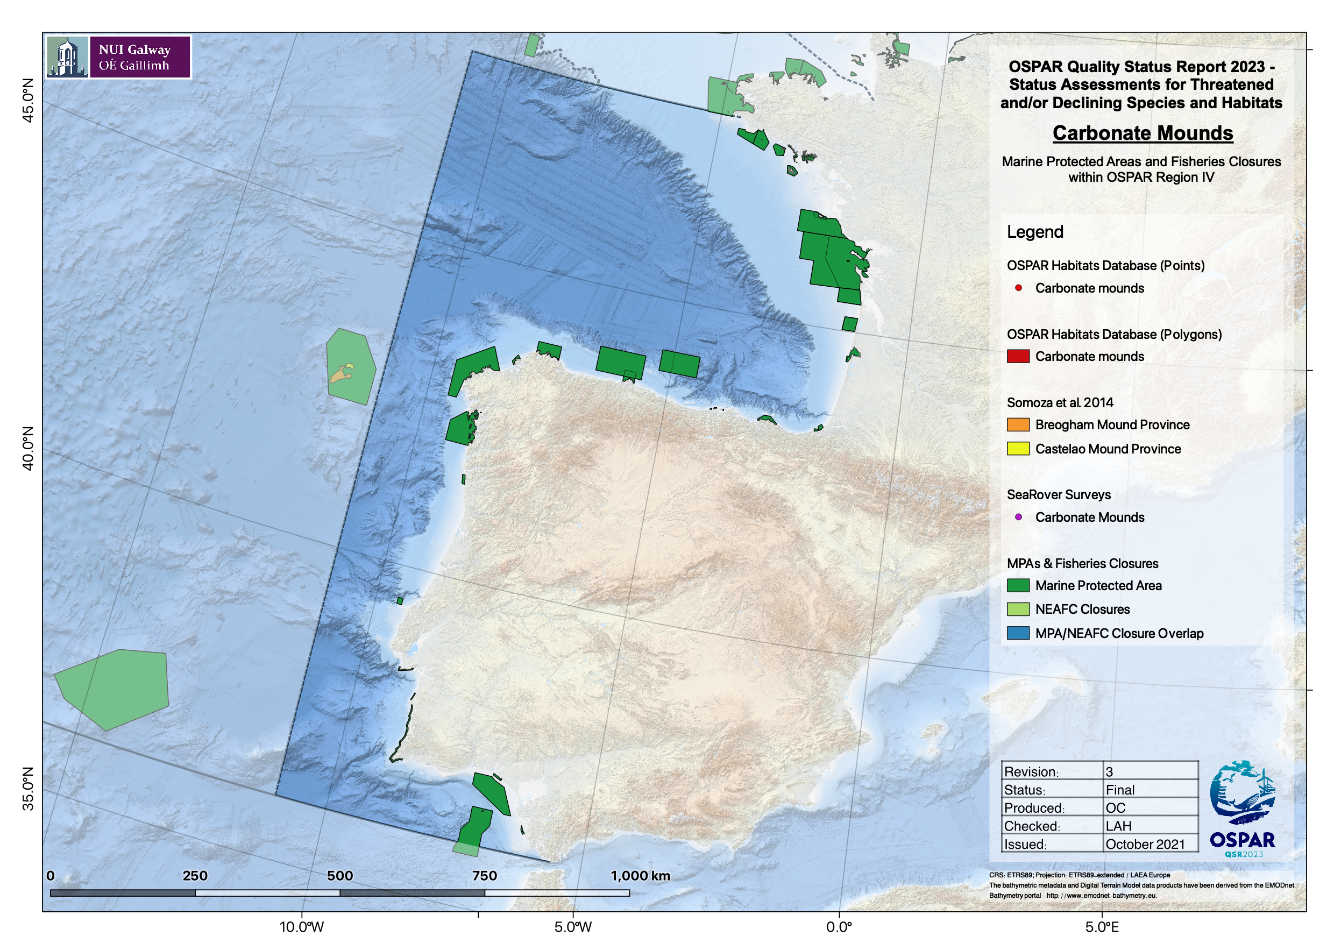 NUI Galway
OÉ Gaillimh
OSPAR Quality Status Report 2023 -
Status Assessments for Threatened
and/or Declining Species and Habitats
Carbonate Mounds
Marine Protected Areas and Fisheries Closures
within OSPAR Region IV
Legend
OSPAR Habitats Database (Points)
Carbonate mounds
OSPAR Habitats Database (Polygons)
Carbonate mounds
Somoza et al. 2014
Breogham Mound Province
Castelao Mound Province
SeaRover Surveys
Carbonate Mounds
MPAs & Fisheries Closures
Marine Protected Area
NEAFC Closures
MPA/NEAFC Closure Overlap
Revision: 3
Status: Final
Produced: OC
Checked: LAH
Issued: October 2021
OSPAR
QSR2023
CRS: ETRS89; Projection: ETRS89-extended / LAEA Europe
The bathymetric metadata and Digital Terrain Model data products have been derived from the EMODnet
Bathymetry portal http://www.emodnet-bathymetry.eu.
45.0°N
40.0°N
35.0°N
0 250 500 750 1,000 km
10.0°W 5.0°W 0.0° 5.0°E